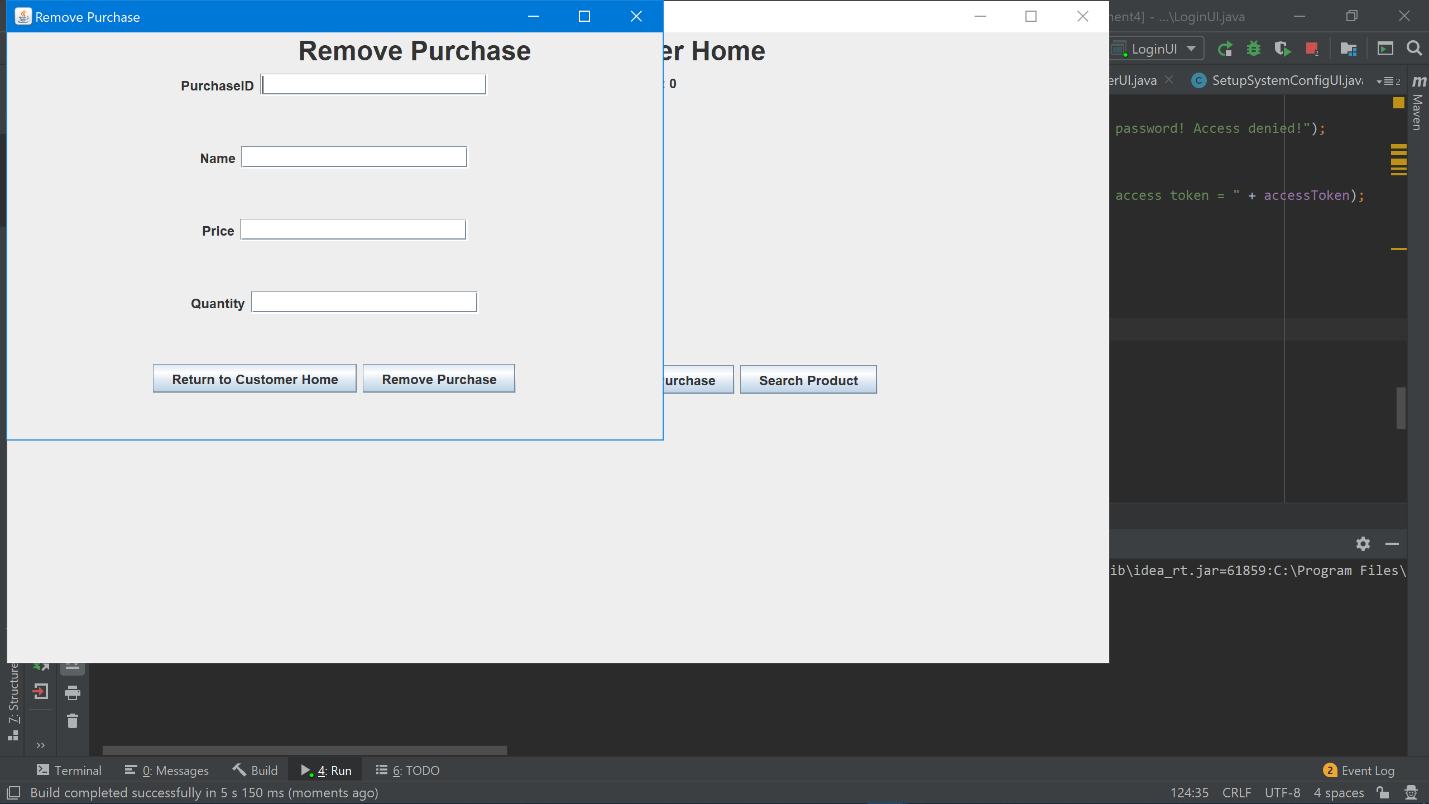 Remove Purchase
ment4] - ...\LoginUI.java
Remove Purchase
er Home
LoginUI
PurchaseID
: 0
erUI.java
SetupSystemConfigUI.java
2
Maven
password! Access denied!");
Name
access token = " + accessToken);
Price
Quantity
Return to Customer Home
Remove Purchase
urchase
Search Product
ib\idea_rt.jar=61859:C:\Program Files\
7: Structure
Terminal
0: Messages
Build
4: Run
6: TODO
2 Event Log
Build completed successfully in 5 s 150 ms (moments ago)
124:35 CRLF UTF-8 4 spaces